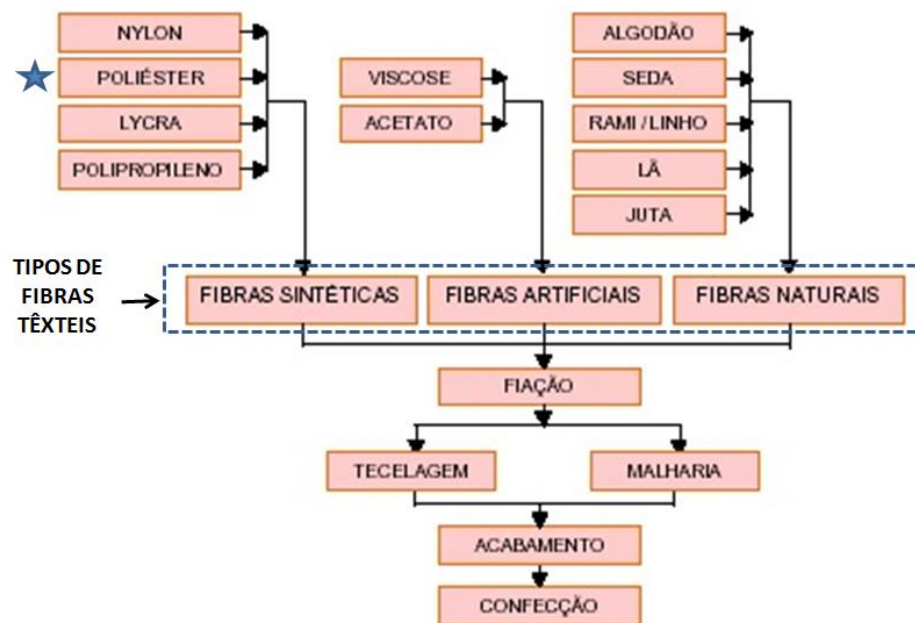 NYLON
POLIÉSTER
LYCRA
POLIPROPILENO
VISCOSE
ACETATO
ALGODÃO
SEDA
RAMI / LINHO
LÃ
JUTA
TIPOS DE
FIBRAS
TÊXTEIS
FIBRAS SINTÉTICAS
FIBRAS ARTIFICIAIS
FIBRAS NATURAIS
FIAÇÃO
TECELAGEM
MALHARIA
ACABAMENTO
CONFECÇÃO